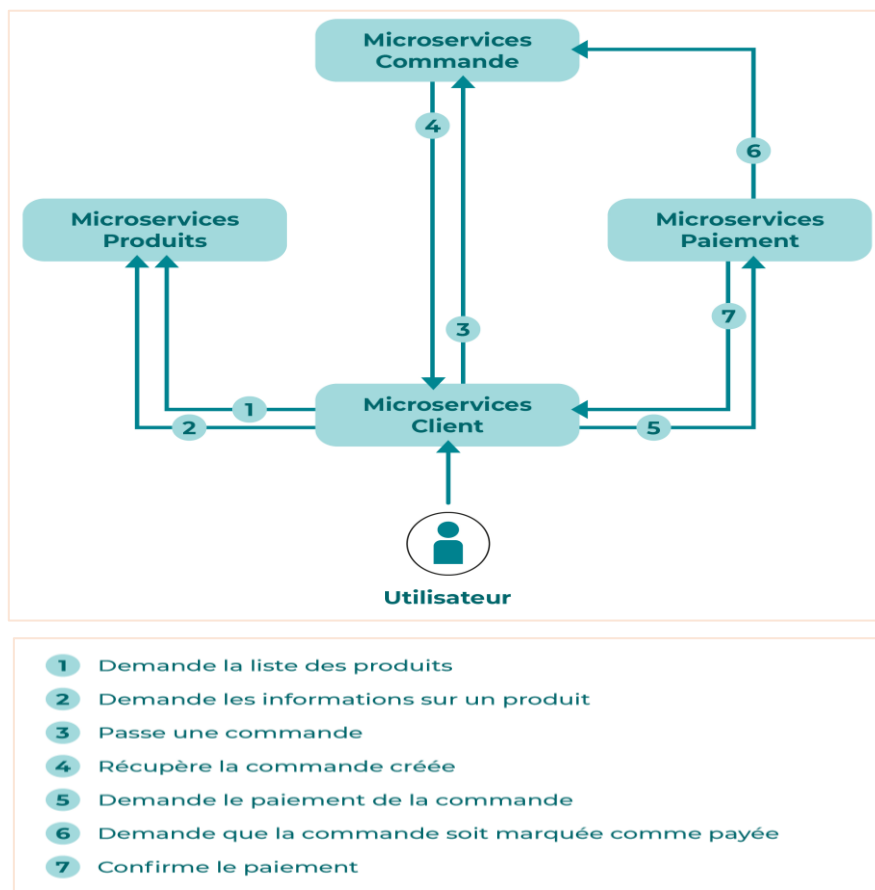 Microservices
Commande
4
6
Microservices
Produits
Microservices
Paiement
7
3
Microservices
Client
1
2
5
Utilisateur
1 Demande la liste des produits
2 Demande les informations sur un produit
3 Passe une commande
4 Récupère la commande créée
5 Demande le paiement de la commande
6 Demande que la commande soit marquée comme payée
7 Confirme le paiement